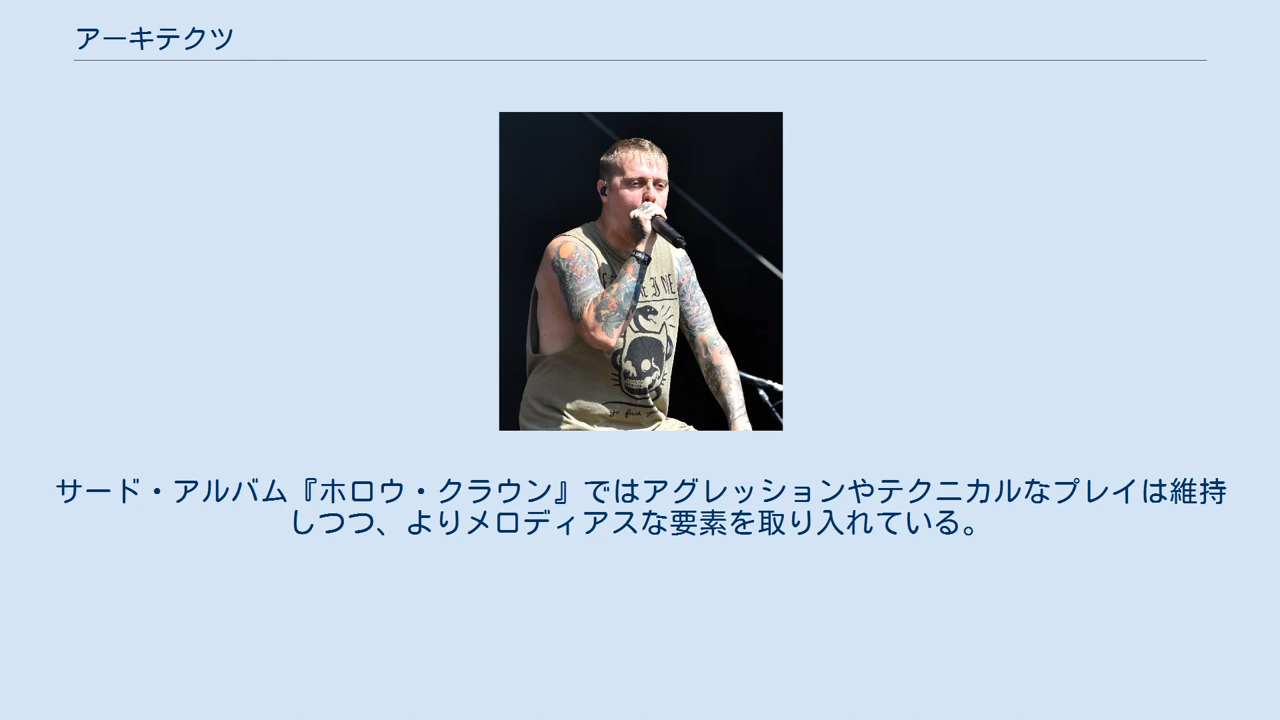 アーキテクツ
サード・アルバム『ホロウ・クラウン』ではアグレッションやテクニカルなプレイは維持
しつつ、よりメロディアスな要素を取り入れている。